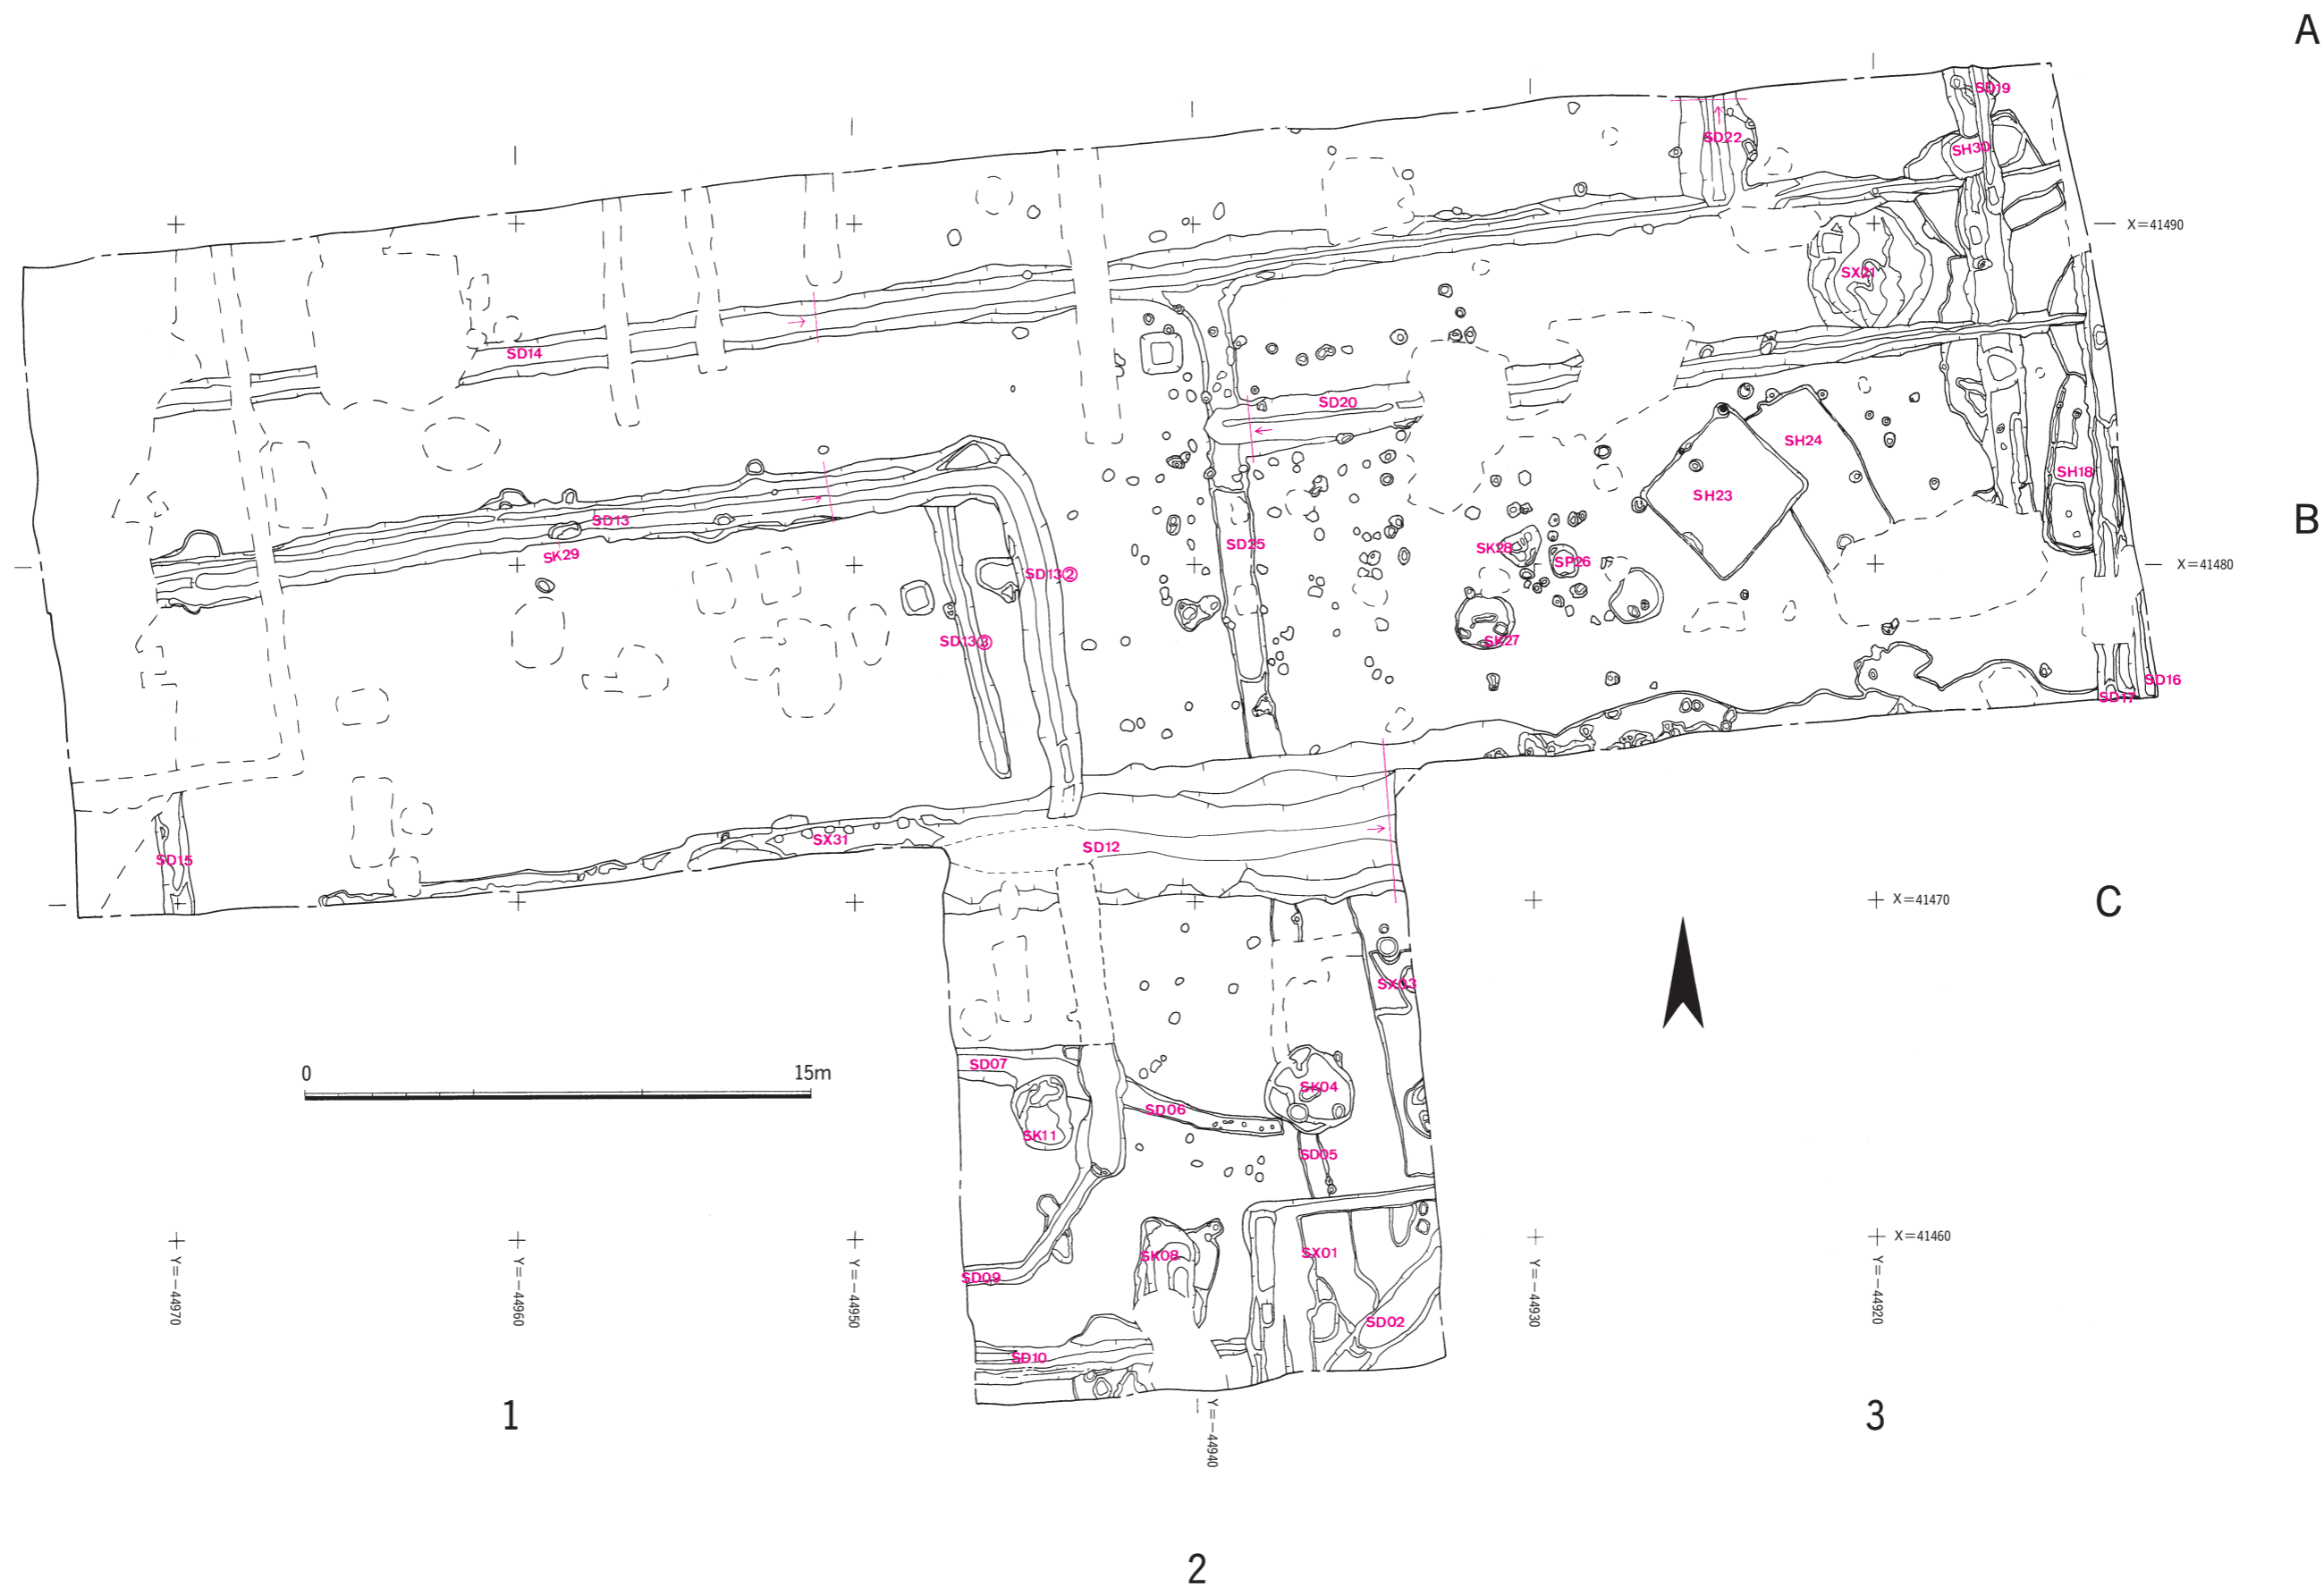 A
SD19
SD22
SH30
X=41490
SX21
SD14
SD20
SH24
SH18
SH23
SD13
B
SK29
SD25
SK28
SP26
X=41480
SD13②
SD13③
SK27
SD16
SD17
SX31
SD12
SD15
X=41470
C
SX03
SD07
0 15m
SK04
SD06
SK11
SD05
X=41460
SK08
SX01
SD09
Y=-44970
Y=-44960
Y=-44950
Y=-44930
Y=-44920
SD02
SD10
Y=-44940
1
3
2